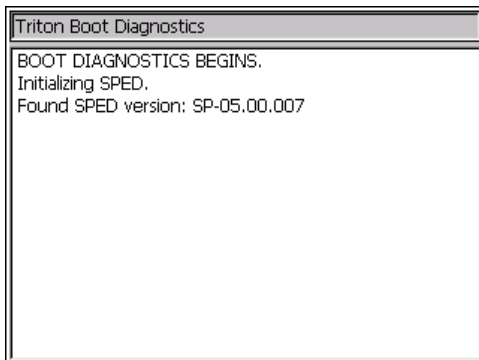 Triton Boot Diagnostics
BOOT DIAGNOSTICS BEGINS.
Initializing SPED.
Found SPED version: SP-05.00.007